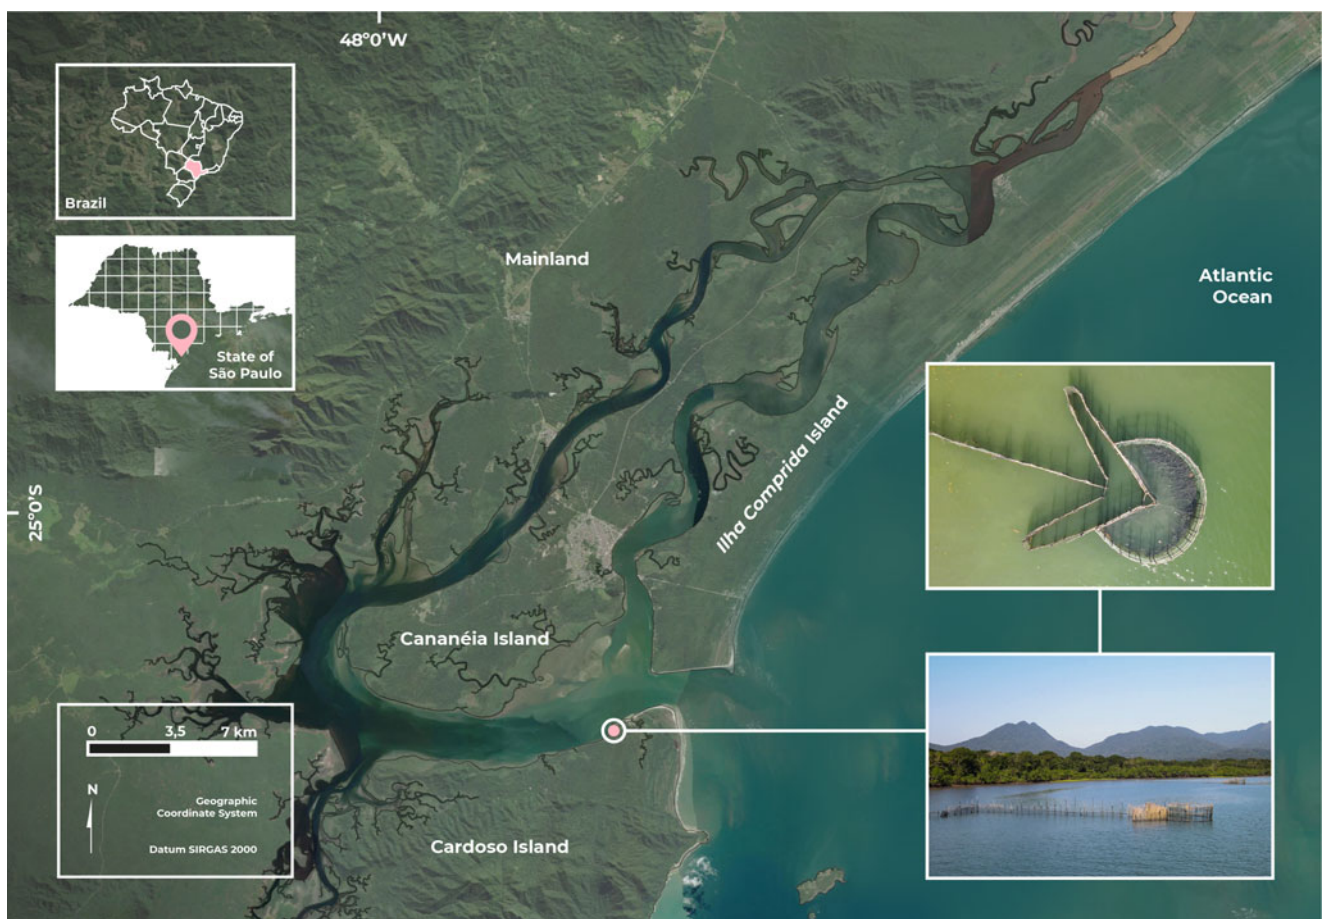 48°0'W
Brazil
State of
São Paulo
Mainland
Atlantic
Ocean
Ilha Comprida Island
25°0'S
Cananéia Island
0 3,5 7 km
N
Geographic
Coordinate System
Datum SIRGAS 2000
Cardoso Island